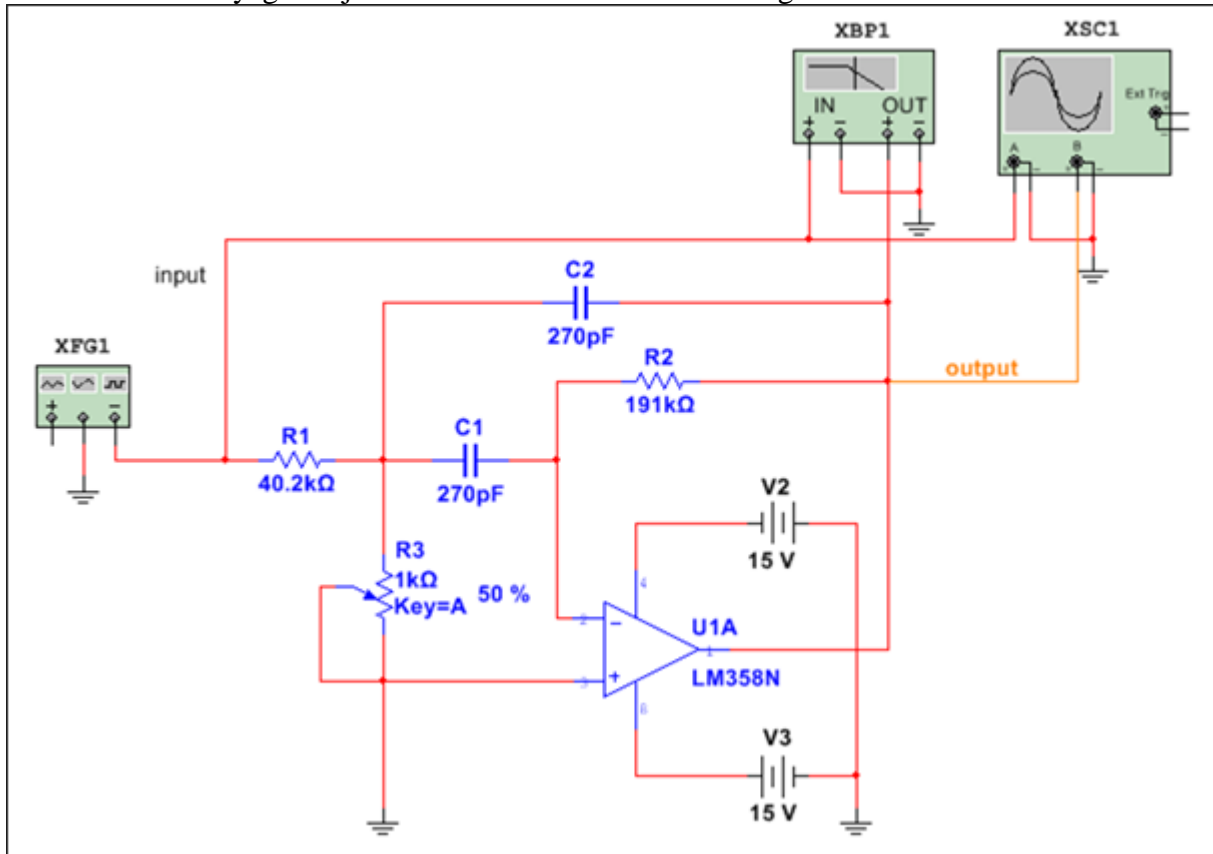 XBP1
XSC1
IN
OUT
Ext Trg
A
B
input
C2
270pF
XFG1
R2
191kΩ
output
R1
40.2kΩ
C1
270pF
V2
15 V
R3
1kΩ
Key=A
50 %
4
2
U1A
1
LM358N
3
8
V3
15 V